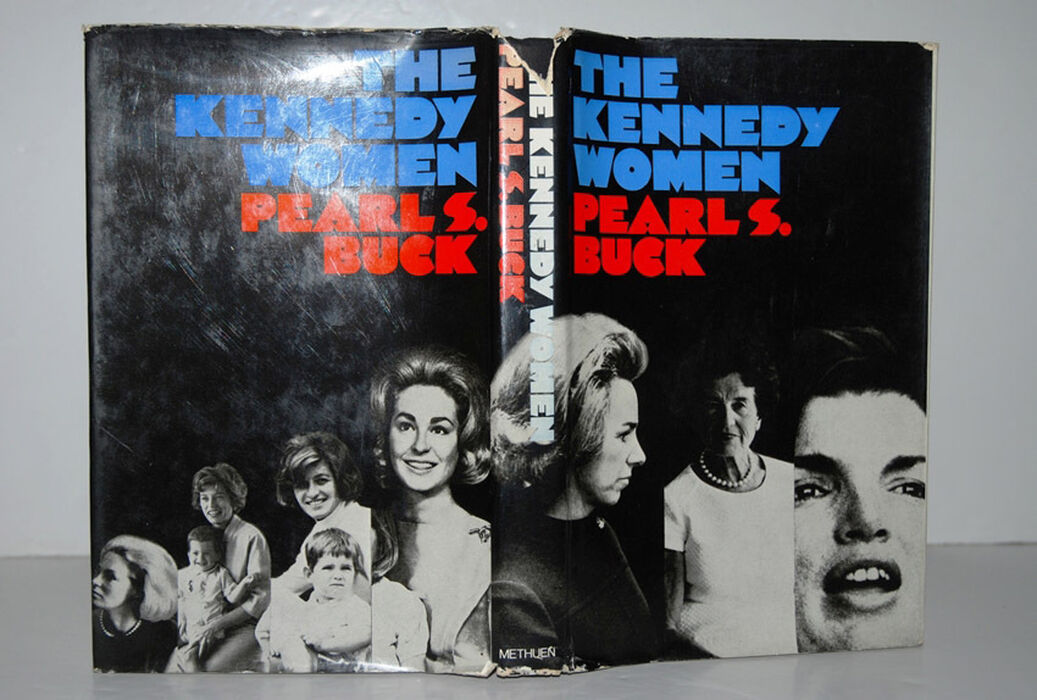 THE
KENNEDY
WOMEN
PEARL S.
BUCK
PEARL S. BUCK
THE KENNEDY WOMEN
METHUEN
THE
KENNEDY
WOMEN
PEARL S.
BUCK